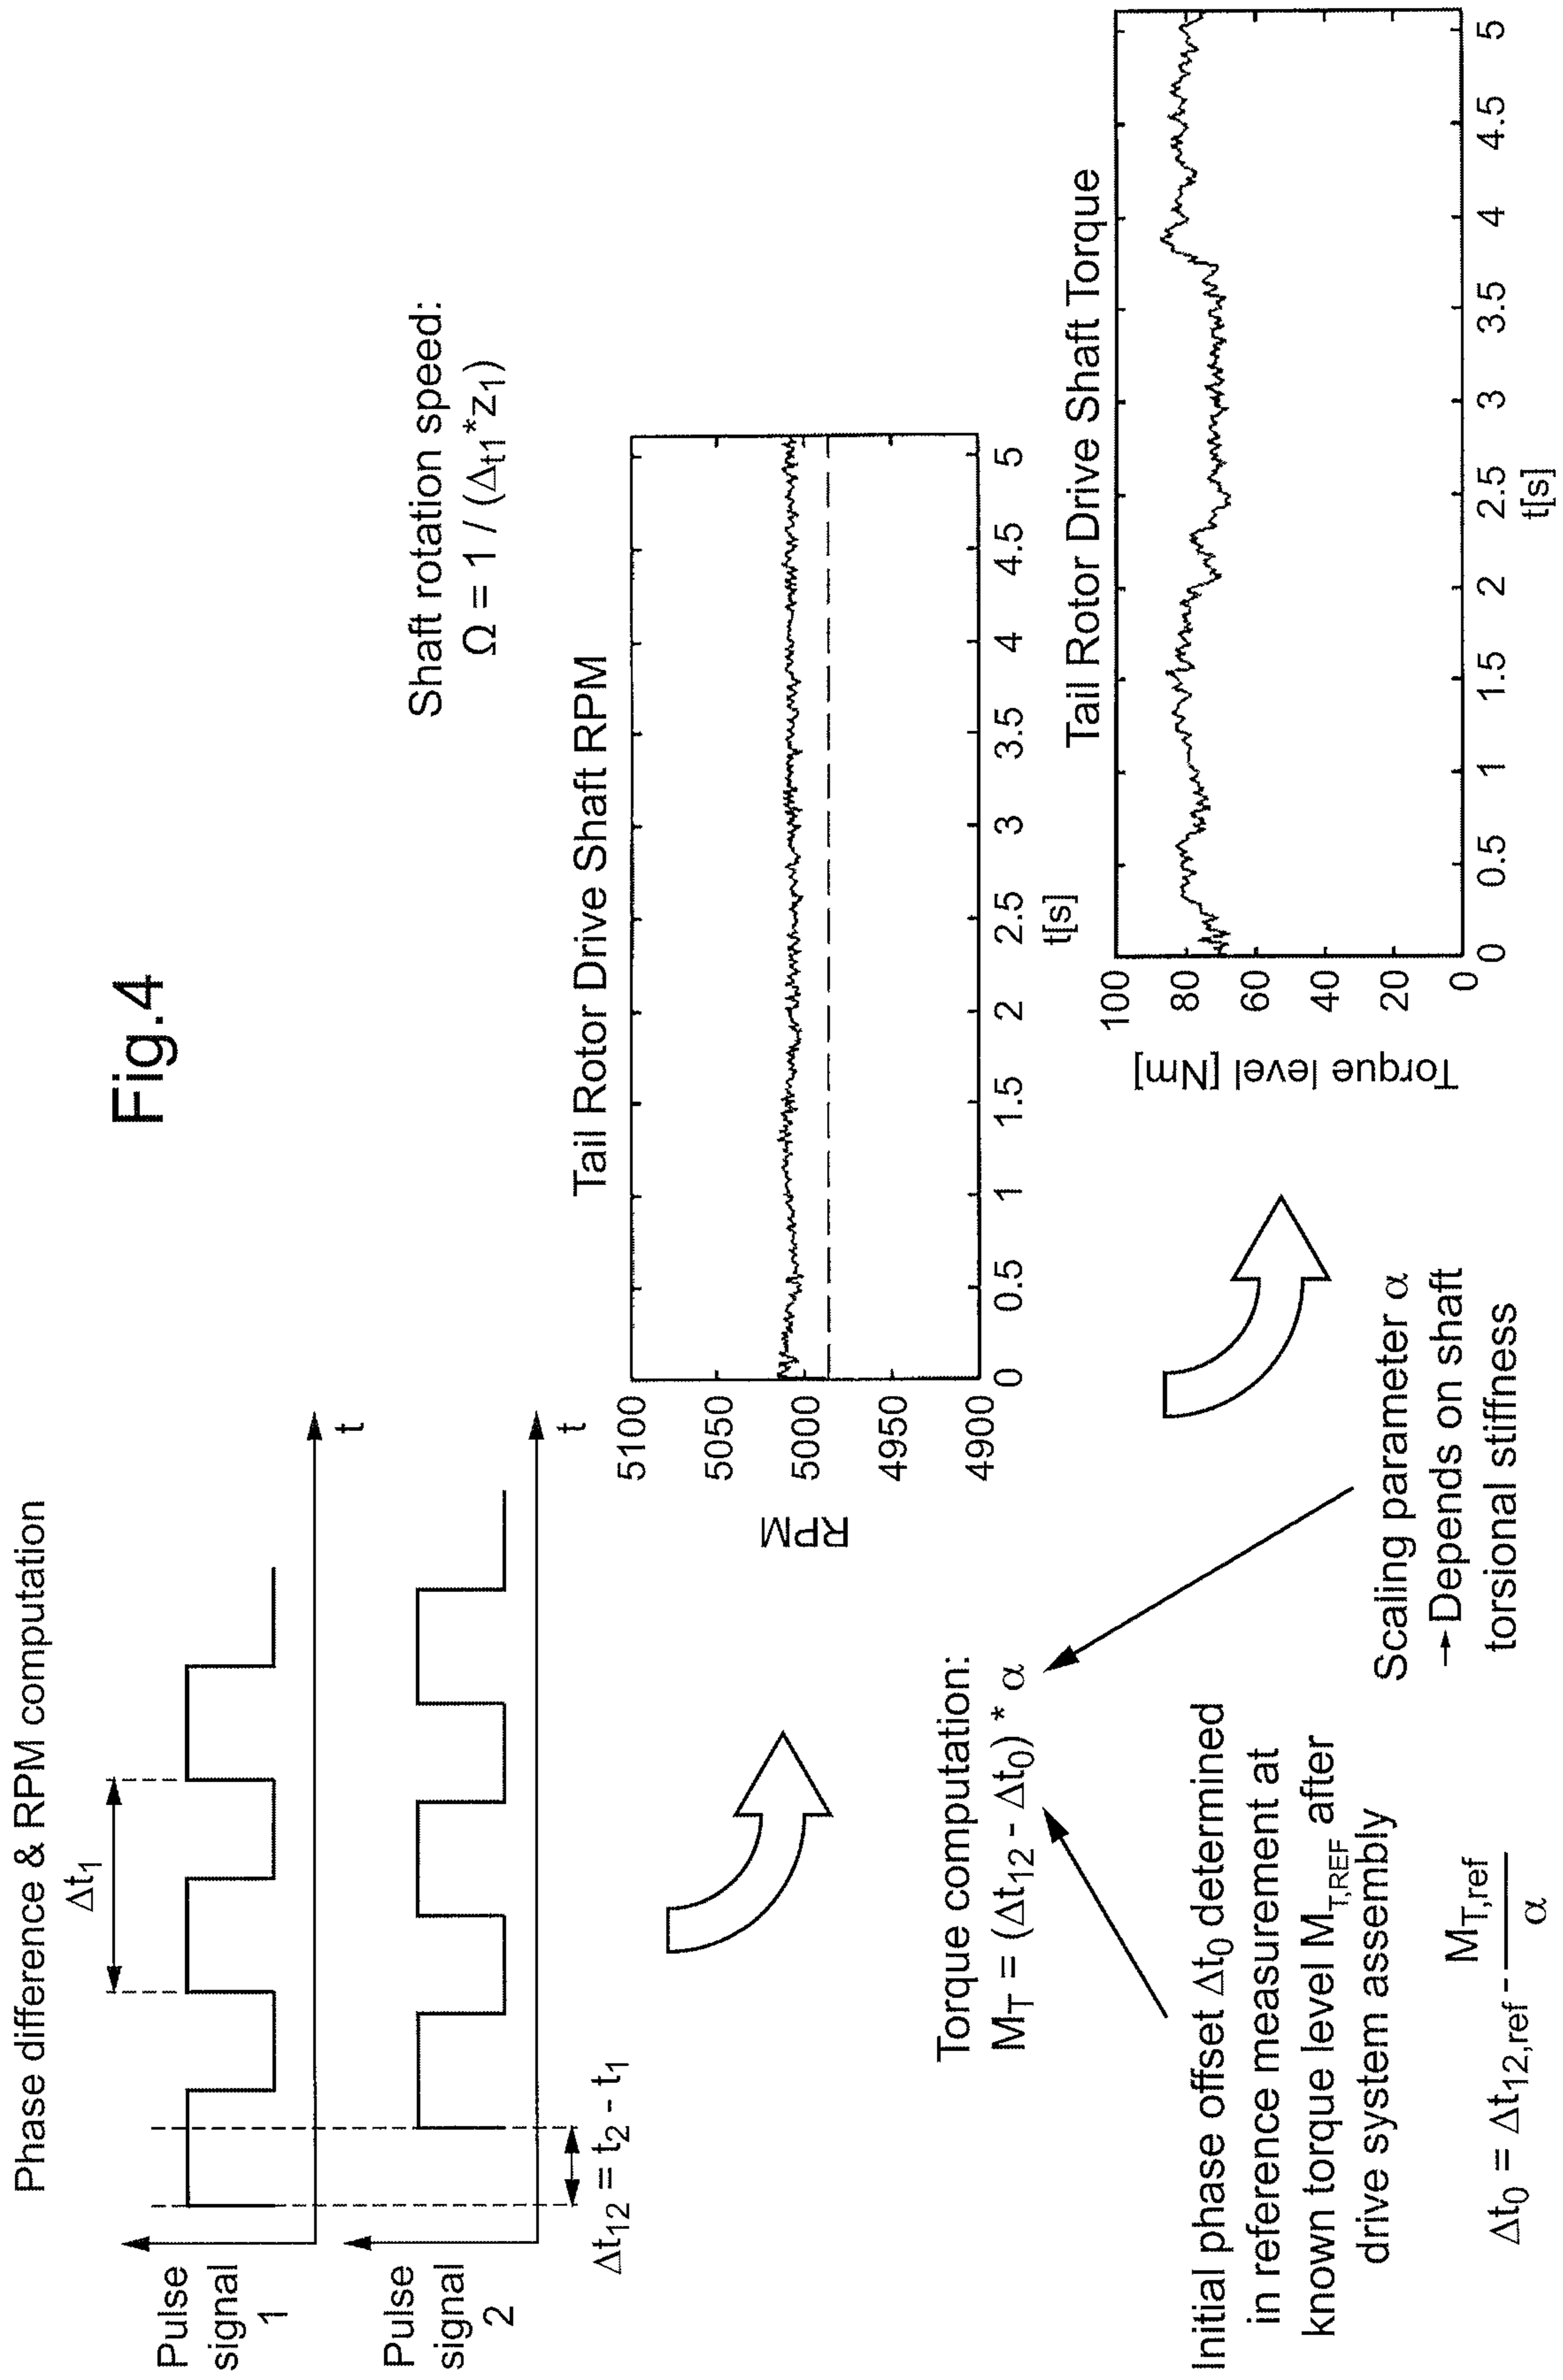 Fig.4
Phase difference & RPM computation
Pulse
signal
1
Δt₁
t
Pulse
signal
2
t
Δt₁₂ = t₂ - t₁
Shaft rotation speed:
Ω = 1 / (Δₜ₁*z₁)
Tail Rotor Drive Shaft RPM
RPM
5100
5050
5000
4950
4900
0 0.5 1 1.5 2 2.5 3 3.5 4 4.5 5
t[s]
Torque computation:
M_T = (Δt₁₂ - Δt₀) * α
Initial phase offset Δt₀ determined
in reference measurement at
known torque level M_T,REF after
drive system assembly
Δt₀ = Δt₁₂,ref - M_T,ref / α
Scaling parameter α
→ Depends on shaft
torsional stiffness
Tail Rotor Drive Shaft Torque
Torque level [Nm]
100
80
60
40
20
0
0 0.5 1 1.5 2 2.5 3 3.5 4 4.5 5
t[s]